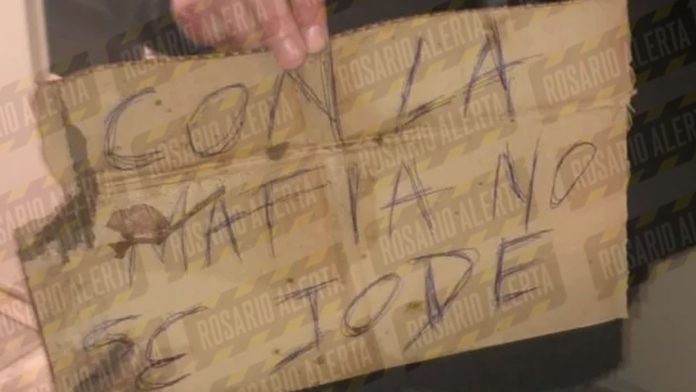 CON LA
MAFIA NO
SE JODE
ROSARIO ALERTA